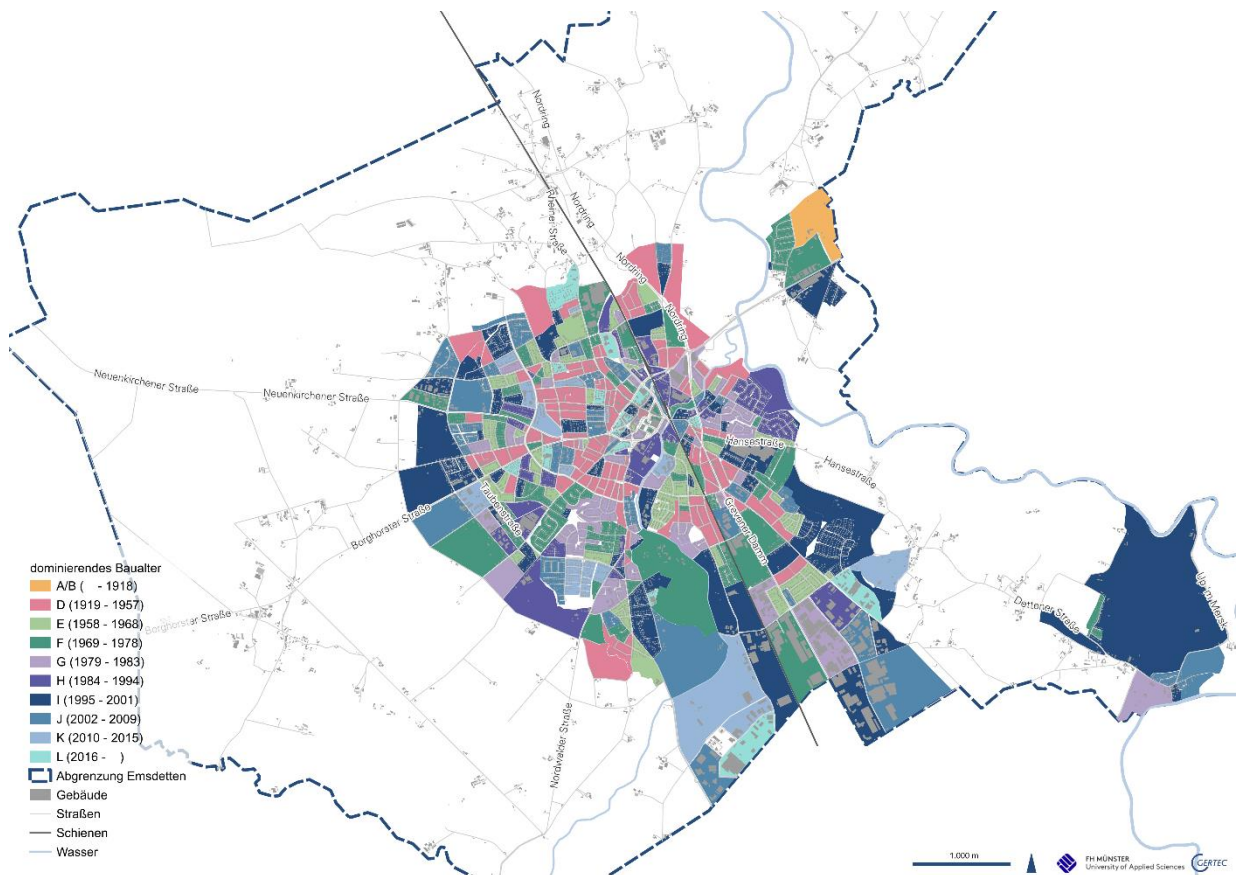 Nordring
Nordring
Rheiner Straße
Nordring
Nordring
Neuenkirchener Straße
Neuenkirchener Straße
Hansestraße
Hansestraße
Taubenstraße
Grevener Damm
Borghorster Straße
Borghorster Straße
Dettener Straße
Up'm Mersk
Nordwalder Straße
dominierendes Baualter
A/B (    - 1918)
D (1919 - 1957)
E (1958 - 1968)
F (1969 - 1978)
G (1979 - 1983)
H (1984 - 1994)
I (1995 - 2001)
J (2002 - 2009)
K (2010 - 2015)
L (2016 -    )
Abgrenzung Emsdetten
Gebäude
Straßen
Schienen
Wasser
1.000 m
FH MÜNSTER
University of Applied Sciences
GERTEC